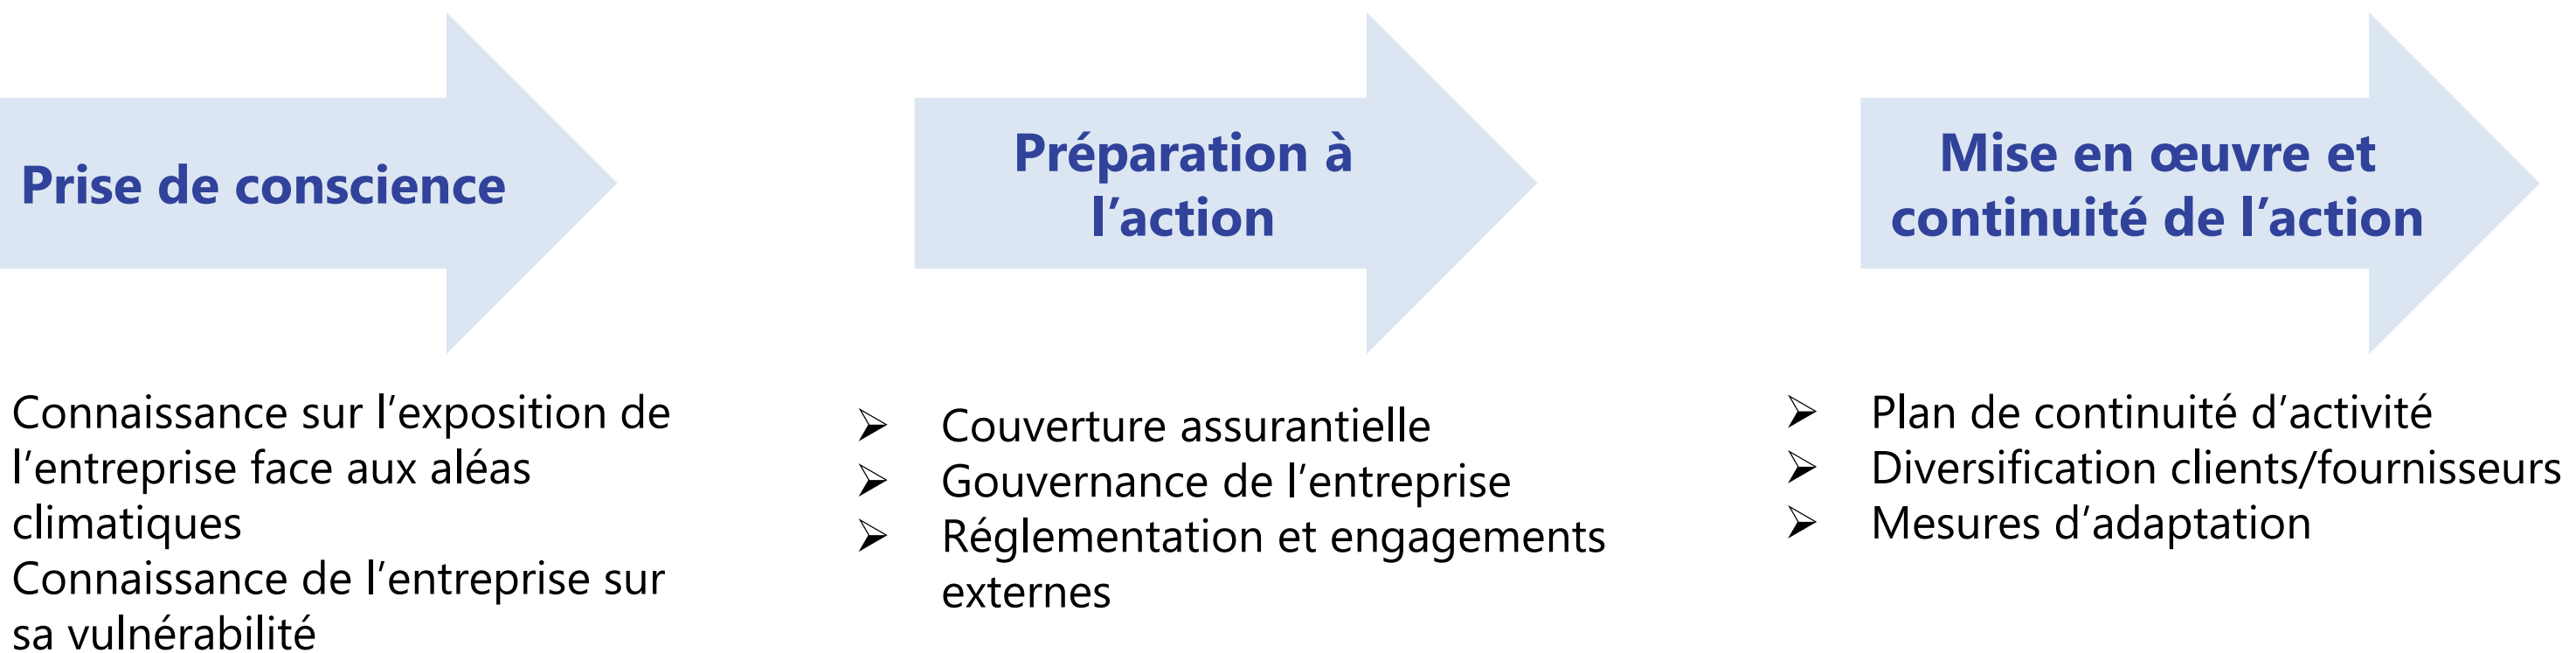 Prise de conscience
Connaissance sur l’exposition de
l’entreprise face aux aléas
climatiques
Connaissance de l’entreprise sur
sa vulnérabilité
Préparation à
l’action
➢ Couverture assurantielle
➢ Gouvernance de l’entreprise
➢ Réglementation et engagements
externes
Mise en œuvre et
continuité de l’action
➢ Plan de continuité d’activité
➢ Diversification clients/fournisseurs
➢ Mesures d’adaptation